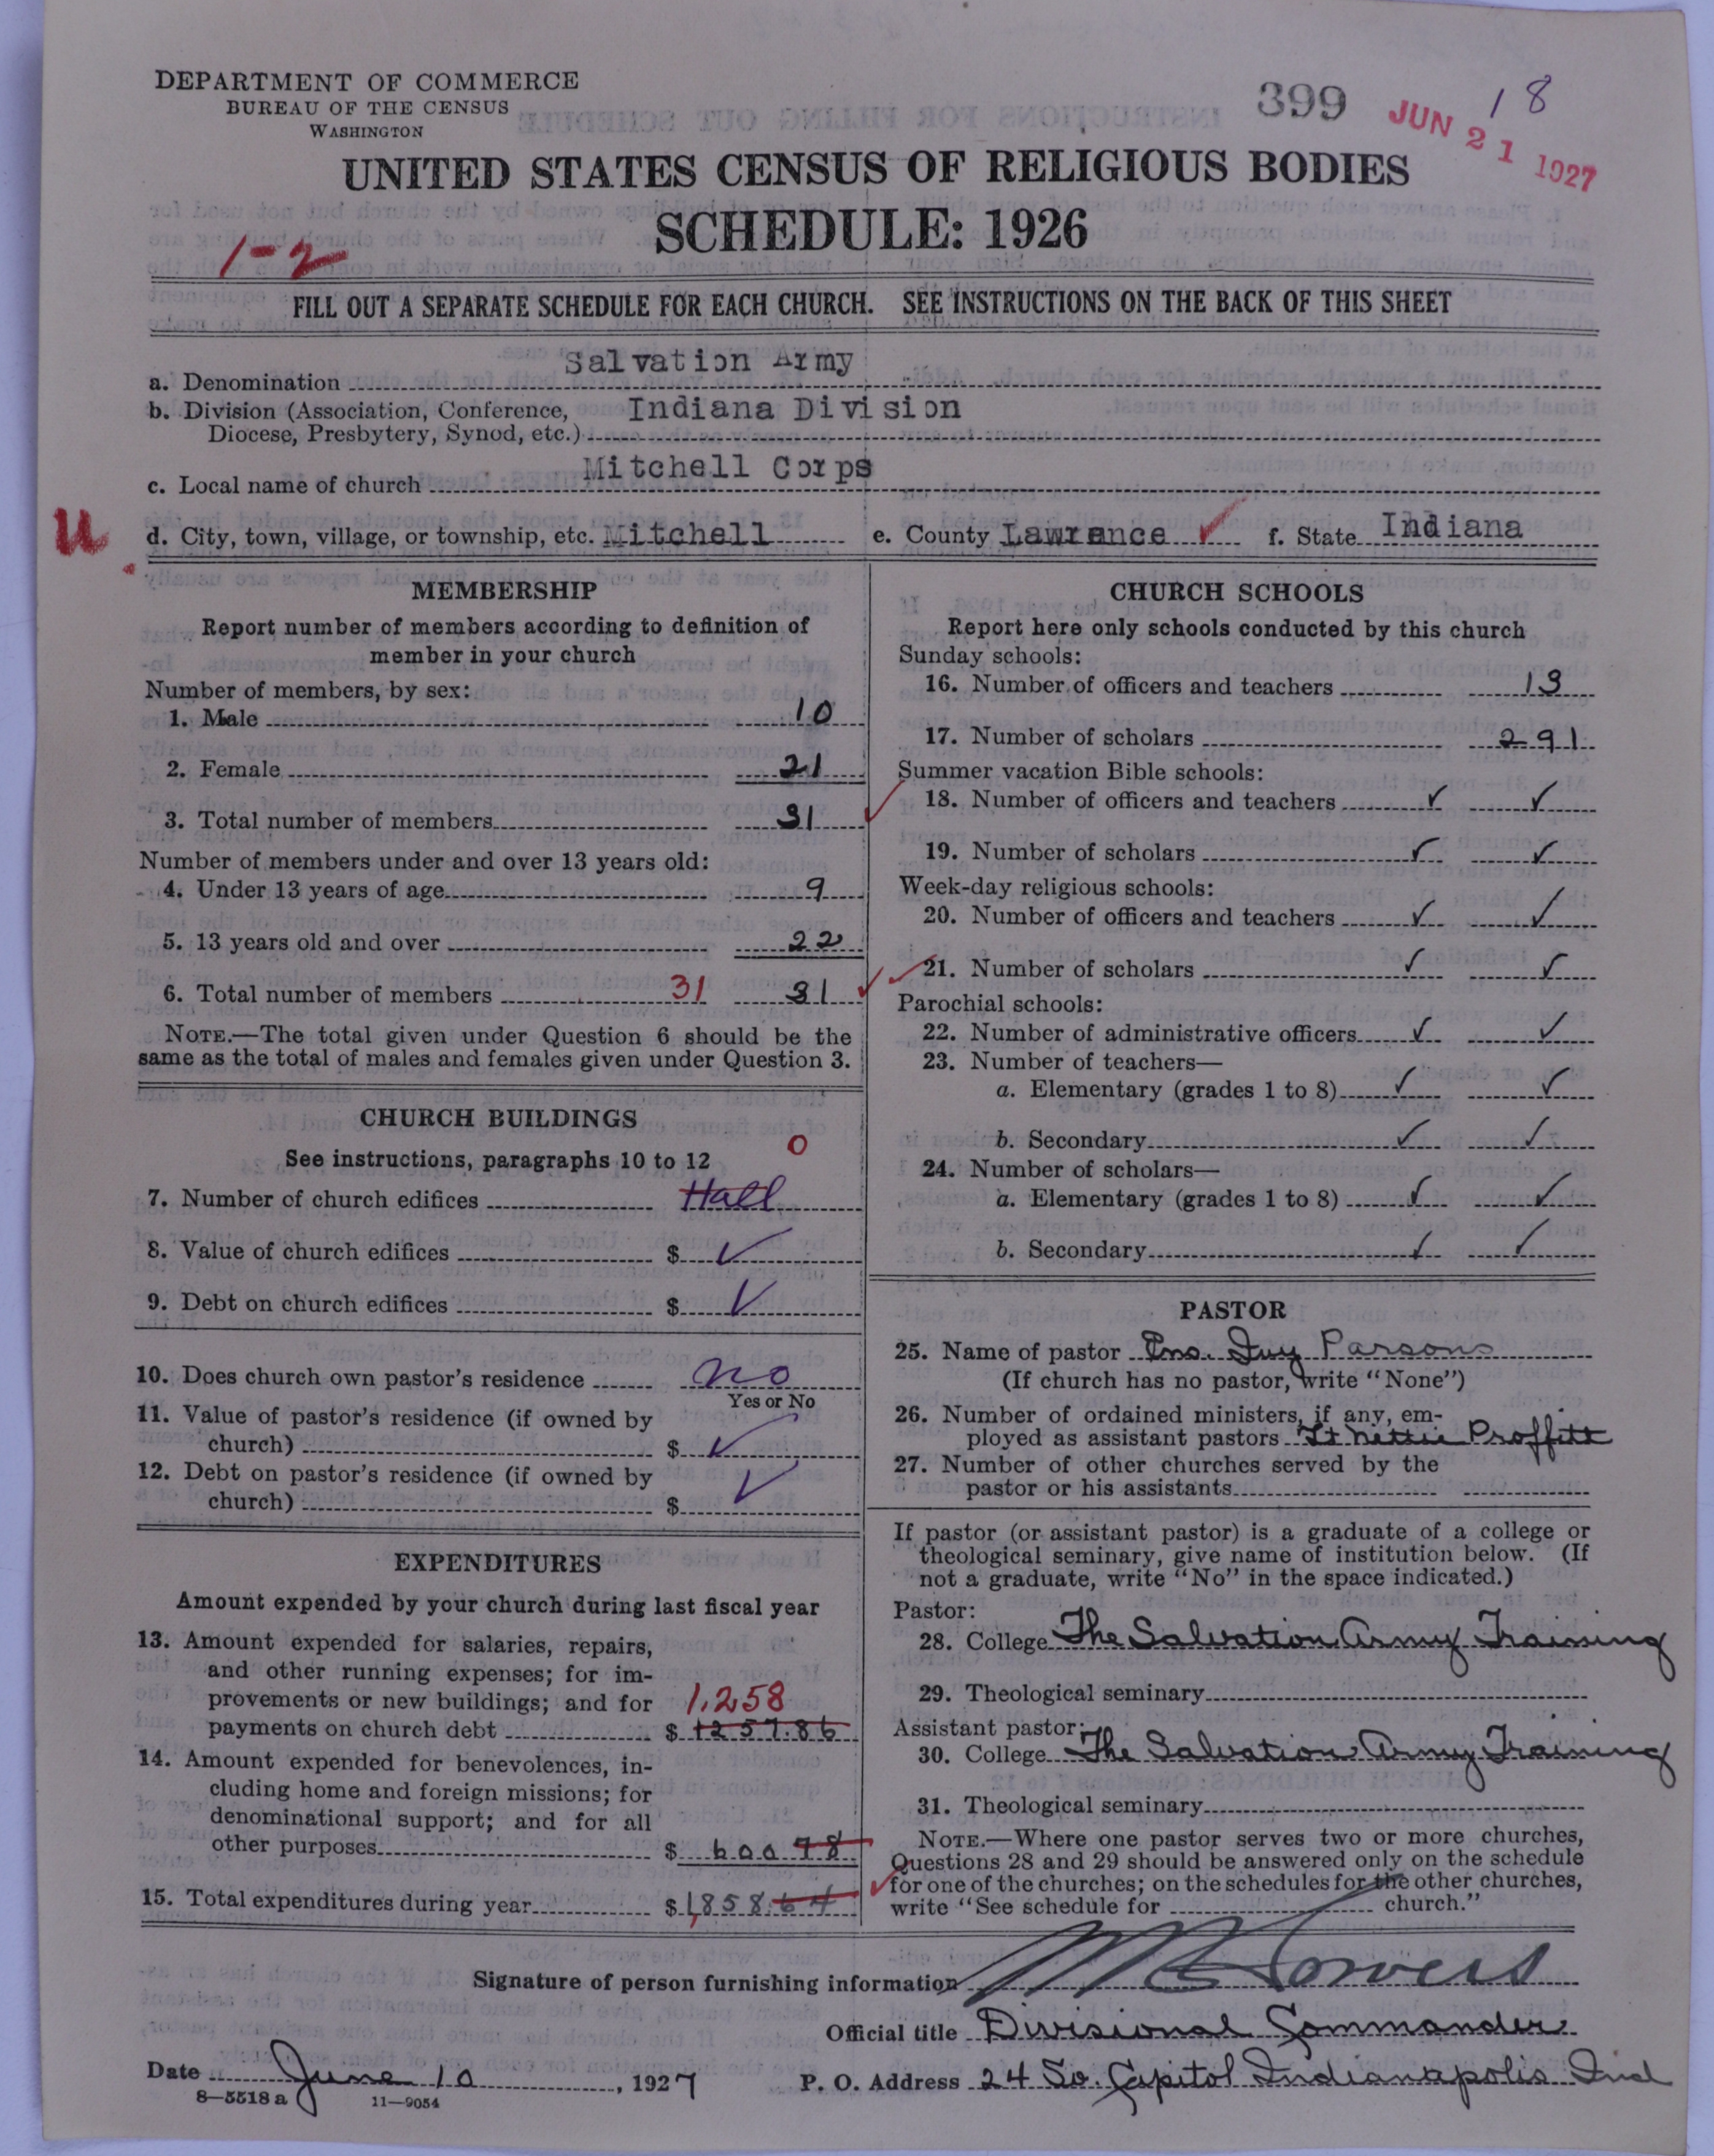 DEPARTMENT OF COMMERCE
BUREAU OF THE CENSUS
WASHINGTON
399
JUN 21 1927
18
UNITED STATES CENSUS OF RELIGIOUS BODIES
SCHEDULE: 1926
1-2
FILL OUT A SEPARATE SCHEDULE FOR EACH CHURCH. SEE INSTRUCTIONS ON THE BACK OF THIS SHEET
a. Denomination Salvation Army
b. Division (Association, Conference, Indiana Division
Diocese, Presbytery, Synod, etc.)
c. Local name of church Mitchell Corps
u.
d. City, town, village, or township, etc. Mitchell e. County Lawrance ✓ f. State Indiana
MEMBERSHIP
Report number of members according to definition of
member in your church
Number of members, by sex:
1. Male 10
2. Female 21
3. Total number of members 31 ✓
Number of members under and over 13 years old:
4. Under 13 years of age 9
5. 13 years old and over 22
6. Total number of members 31 31 ✓
NOTE.—The total given under Question 6 should be the
same as the total of males and females given under Question 3.
CHURCH BUILDINGS
See instructions, paragraphs 10 to 12 0
7. Number of church edifices Hall
8. Value of church edifices $ ✓
9. Debt on church edifices $ ✓
10. Does church own pastor's residence no
Yes or No
11. Value of pastor's residence (if owned by
church) $ ✓
12. Debt on pastor's residence (if owned by
church) $ ✓
EXPENDITURES
Amount expended by your church during last fiscal year
13. Amount expended for salaries, repairs,
and other running expenses; for im-
provements or new buildings; and for 1,258
payments on church debt $ 1257.86
14. Amount expended for benevolences, in-
cluding home and foreign missions; for
denominational support; and for all
other purposes $ 600 78
15. Total expenditures during year $ 1,858.64
CHURCH SCHOOLS
Report here only schools conducted by this church
Sunday schools:
16. Number of officers and teachers 13
17. Number of scholars 291
Summer vacation Bible schools:
18. Number of officers and teachers ✓ ✓
19. Number of scholars ✓ ✓
Week-day religious schools:
20. Number of officers and teachers ✓ ✓
✓ 21. Number of scholars ✓ ✓
Parochial schools:
22. Number of administrative officers ✓ ✓
23. Number of teachers—
a. Elementary (grades 1 to 8) ✓ ✓
b. Secondary ✓ ✓
24. Number of scholars—
a. Elementary (grades 1 to 8) ✓ ✓
b. Secondary ✓ ✓
PASTOR
25. Name of pastor Ens. Ivy Parsons
(If church has no pastor, write "None")
26. Number of ordained ministers, if any, em-
ployed as assistant pastors Lt nettie Proffitt
27. Number of other churches served by the
pastor or his assistants
If pastor (or assistant pastor) is a graduate of a college or
theological seminary, give name of institution below. (If
not a graduate, write "No" in the space indicated.)
Pastor:
28. College The Salvation Army Training
29. Theological seminary
Assistant pastor:
30. College The Salvation Army Training
31. Theological seminary
NOTE.—Where one pastor serves two or more churches,
Questions 28 and 29 should be answered only on the schedule
for one of the churches; on the schedules for the other churches,
write "See schedule for church."
Signature of person furnishing information
Official title Divisional Commander
Date June 10, 1927 P. O. Address 24 So. Capitol Indianapolis Ind
8-5518 a 11-9054